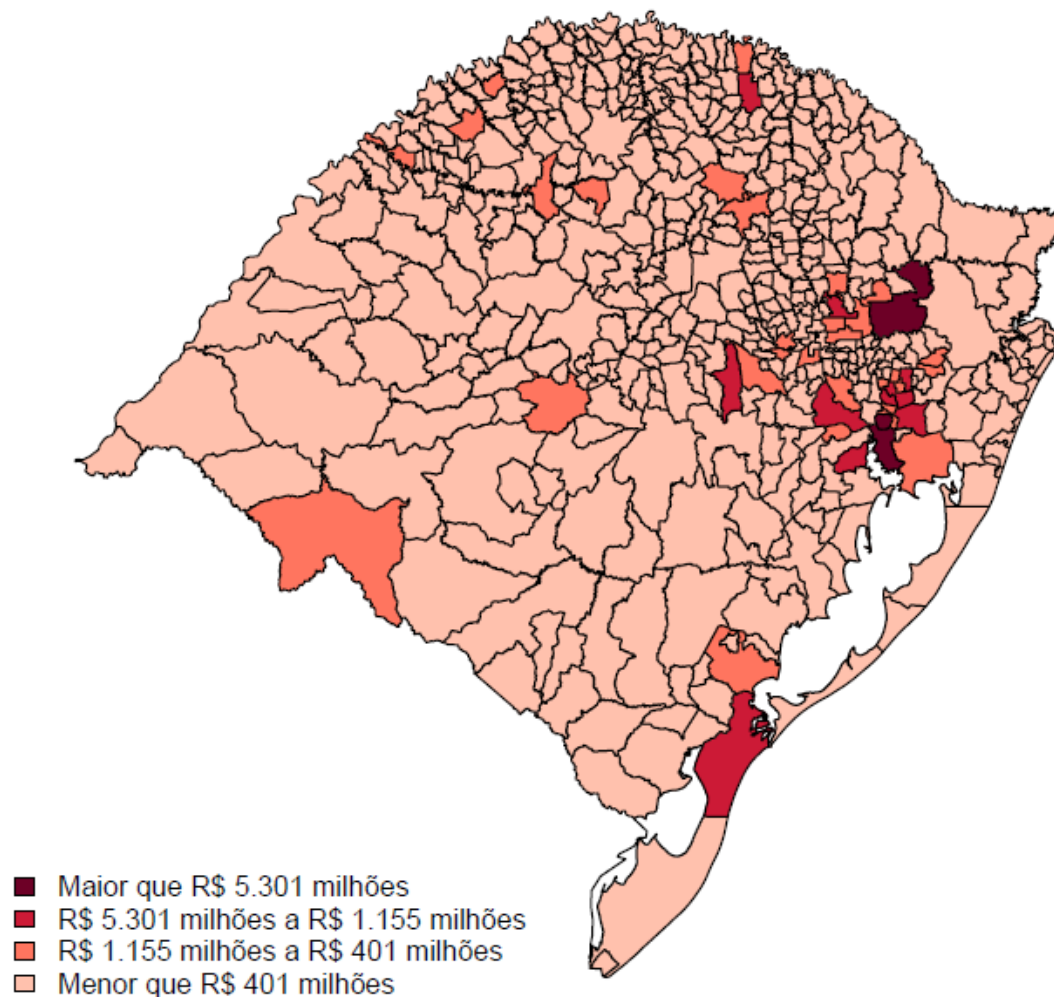 Maior que R$ 5.301 milhões
R$ 5.301 milhões a R$ 1.155 milhões
R$ 1.155 milhões a R$ 401 milhões
Menor que R$ 401 milhões